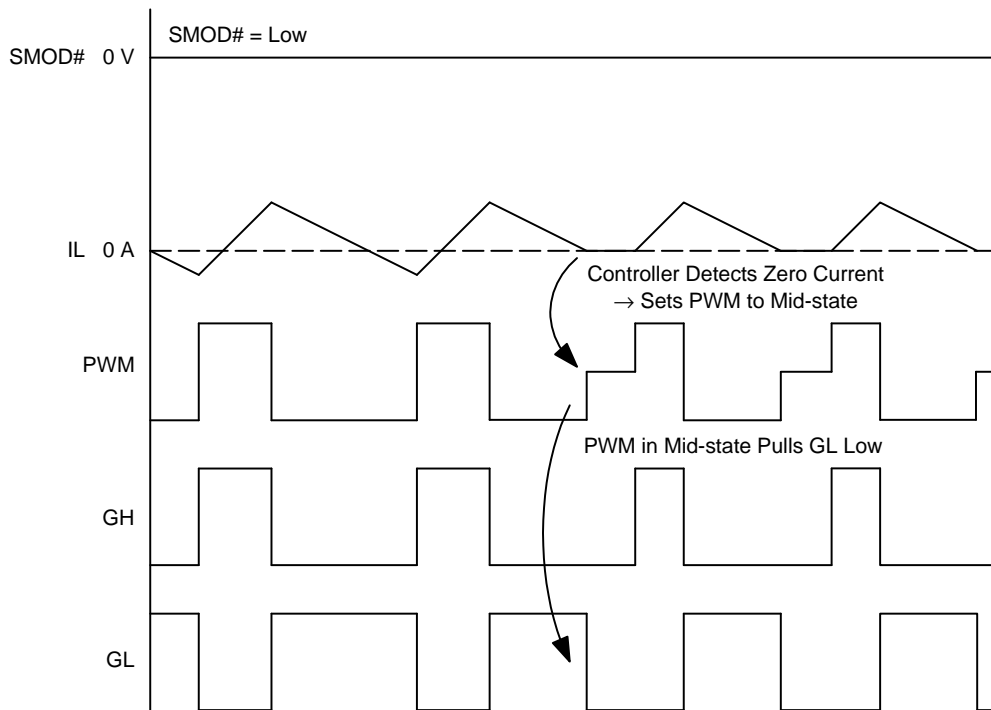 SMOD# = Low
SMOD# 0 V
IL 0 A
Controller Detects Zero Current
→ Sets PWM to Mid-state
PWM
PWM in Mid-state Pulls GL Low
GH
GL